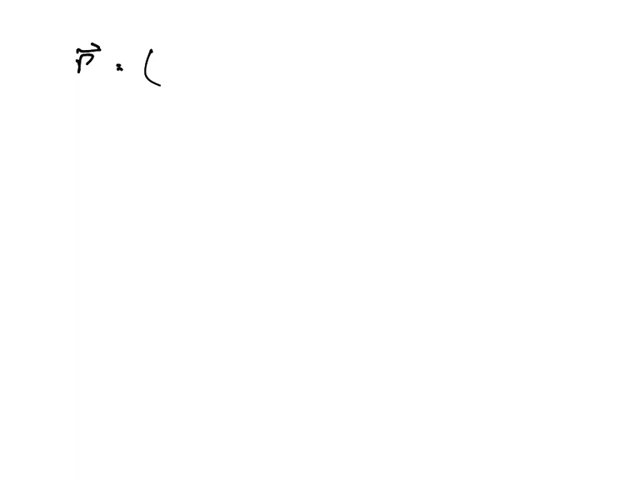 r⃗ = (